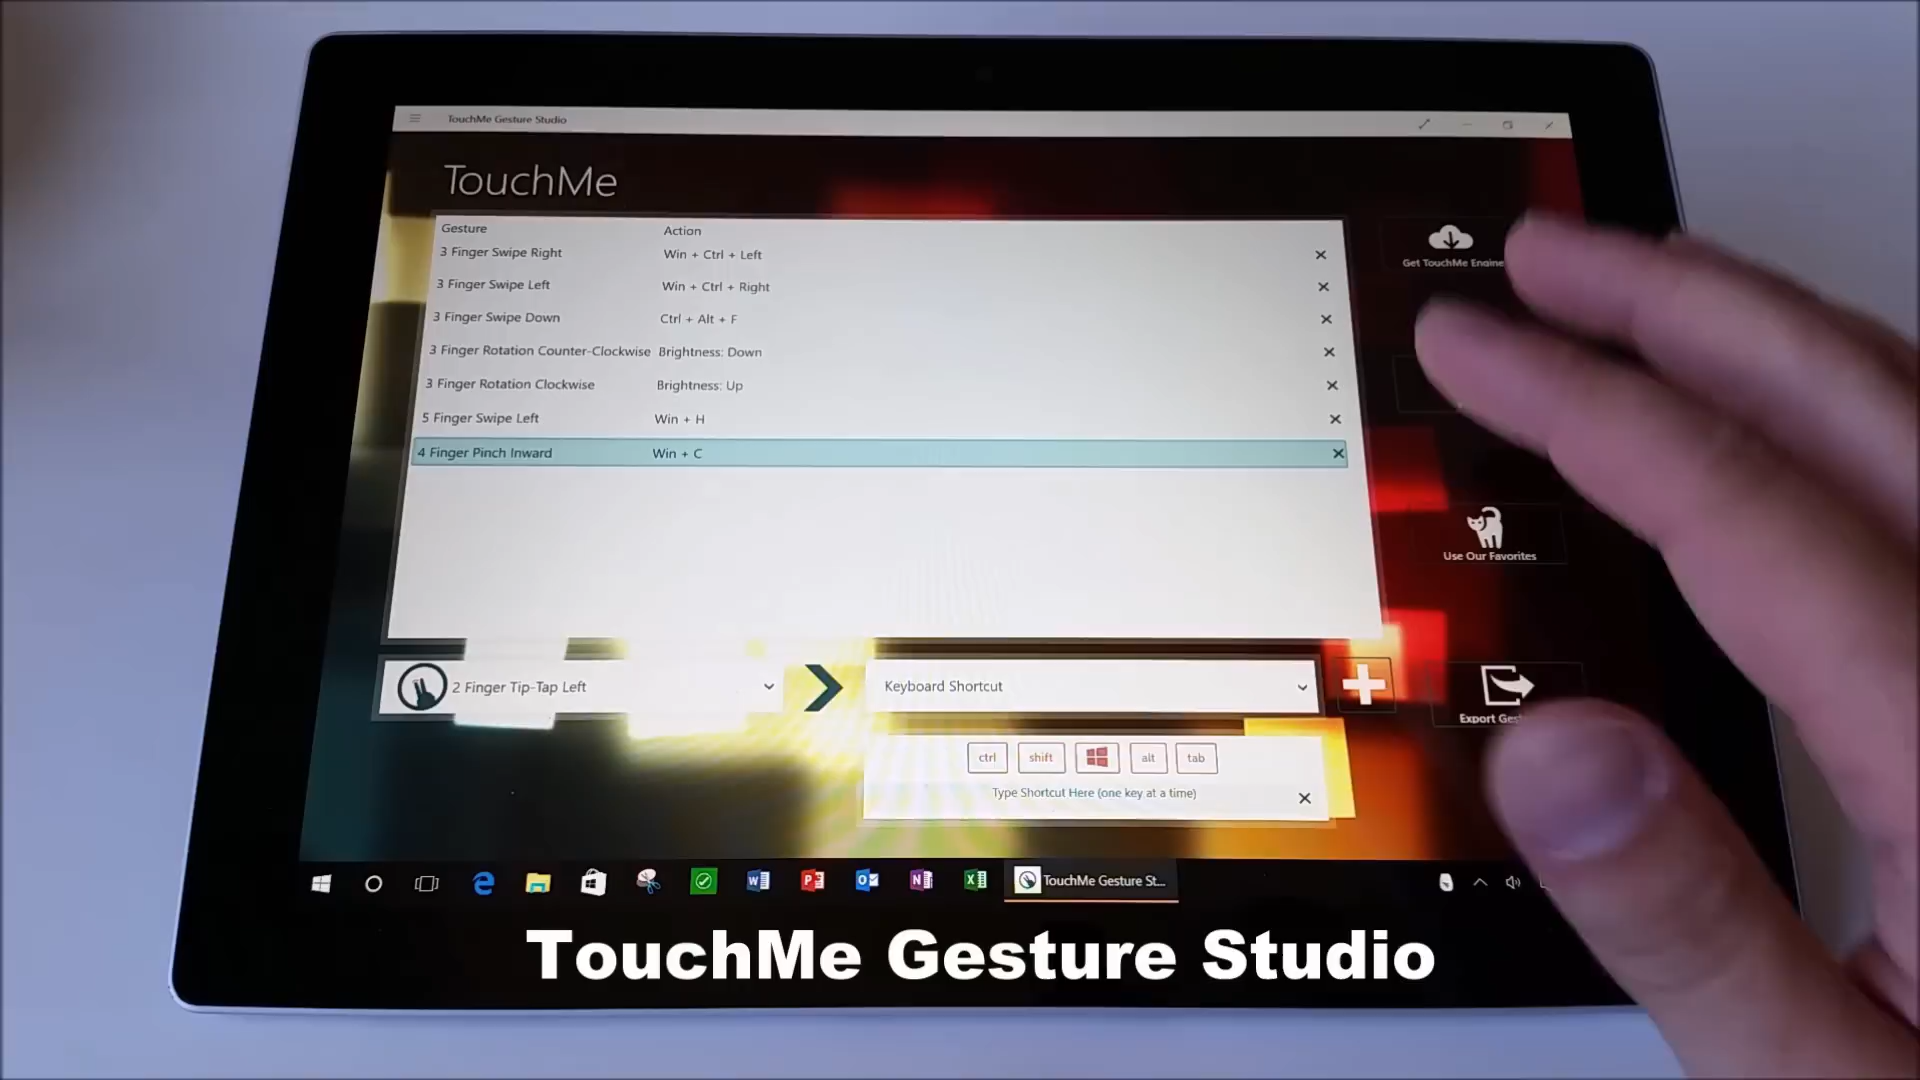 TouchMe Gesture Studio
TouchMe
Gesture Action
3 Finger Swipe Right Win + Ctrl + Left
3 Finger Swipe Left Win + Ctrl + Right
3 Finger Swipe Down Ctrl + Alt + F
3 Finger Rotation Counter-Clockwise Brightness: Down
3 Finger Rotation Clockwise Brightness: Up
5 Finger Swipe Left Win + H
4 Finger Pinch Inward Win + C
Get TouchMe Engine
Use Our Favorites
2 Finger Tip-Tap Left
Keyboard Shortcut
Export Ges
ctrl shift alt tab
Type Shortcut Here (one key at a time)
TouchMe Gesture St...
TouchMe Gesture Studio